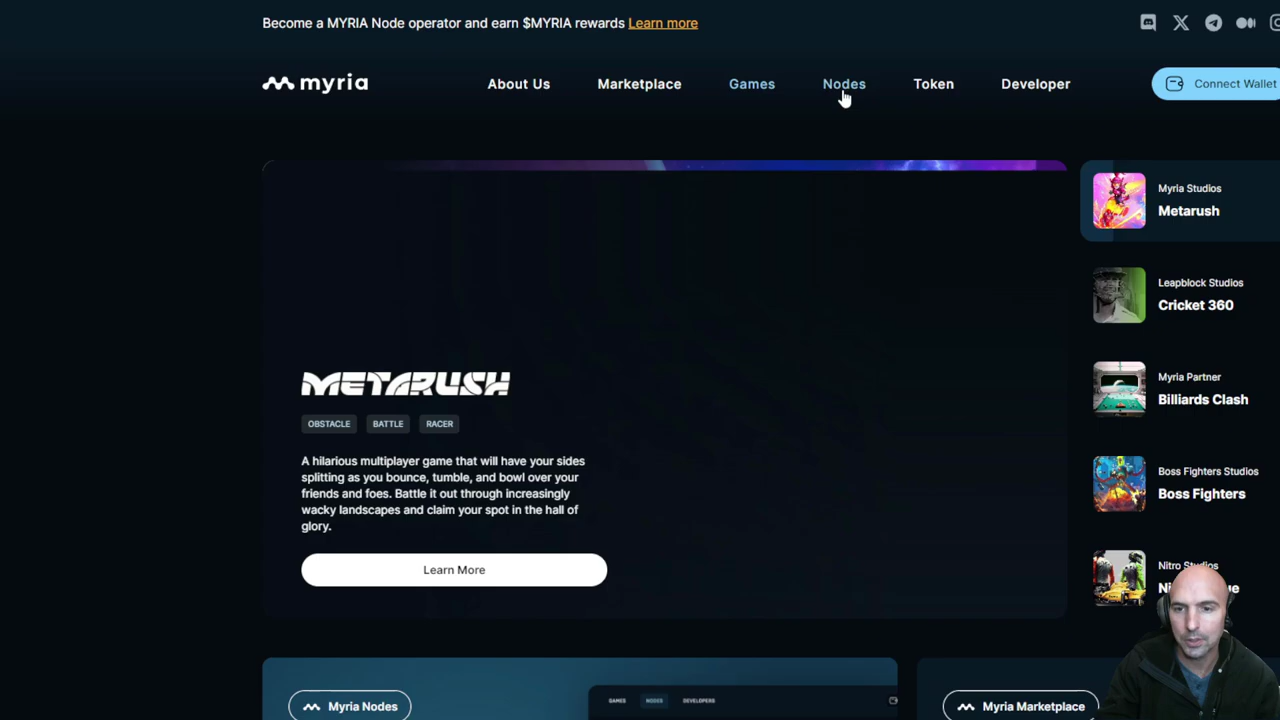 Become a MYRIA Node operator and earn $MYRIA rewards Learn more
myria
About Us
Marketplace
Games
Nodes
Token
Developer
Connect Wallet
METARUSH
OBSTACLE
BATTLE
RACER
A hilarious multiplayer game that will have your sides
splitting as you bounce, tumble, and bowl over your
friends and foes. Battle it out through increasingly
wacky landscapes and claim your spot in the hall of
glory.
Learn More
Myria Studios
Metarush
Leapblock Studios
Cricket 360
Myria Partner
Billiards Clash
Boss Fighters Studios
Boss Fighters
Nitro Studios
Myria Nodes
GAMES
NODES
DEVELOPERS
Myria Marketplace